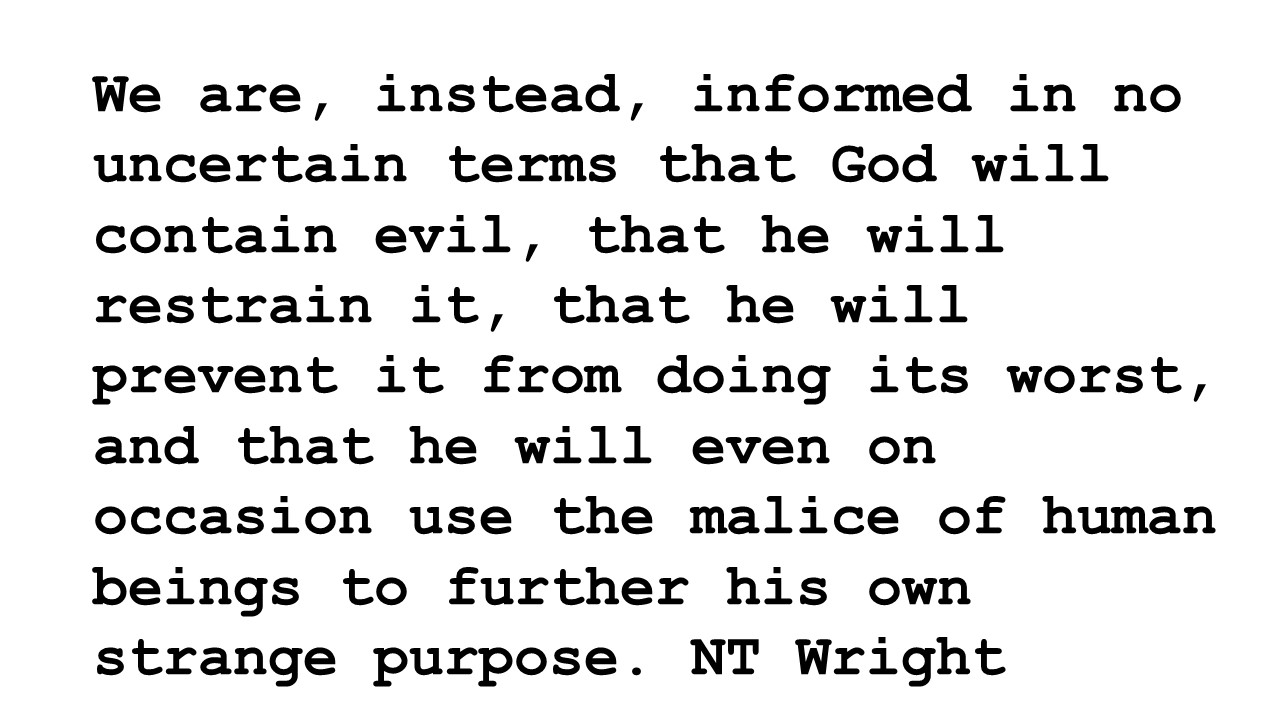 We are, instead, informed in no
uncertain terms that God will
contain evil, that he will
restrain it, that he will
prevent it from doing its worst,
and that he will even on
occasion use the malice of human
beings to further his own
strange purpose. NT Wright